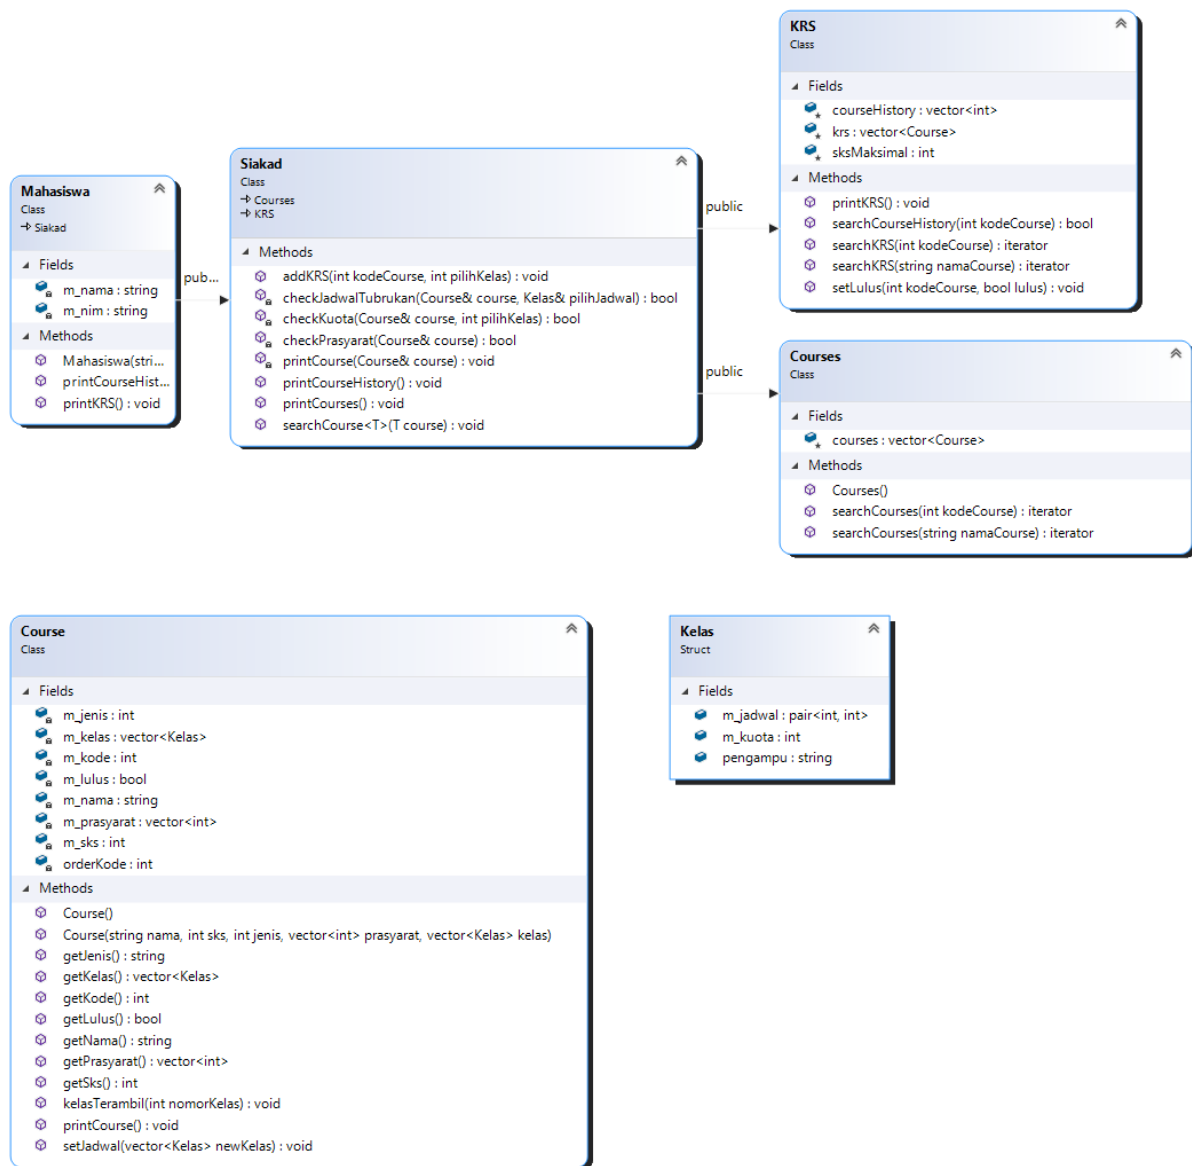 KRS
Class
Fields
courseHistory : vector<int>
krs : vector<Course>
sksMaksimal : int
Methods
printKRS() : void
searchCourseHistory(int kodeCourse) : bool
searchKRS(int kodeCourse) : iterator
searchKRS(string namaCourse) : iterator
setLulus(int kodeCourse, bool lulus) : void
Siakad
Class
Courses
KRS
Methods
addKRS(int kodeCourse, int pilihKelas) : void
checkJadwalTubrukan(Course& course, Kelas& pilihJadwal) : bool
checkKuota(Course& course, int pilihKelas) : bool
checkPrasyarat(Course& course) : bool
printCourse(Course& course) : void
printCourseHistory() : void
printCourses() : void
searchCourse<T>(T course) : void
Mahasiswa
Class
Siakad
Fields
m_nama : string
m_nim : string
Methods
Mahasiswa(stri...
printCourseHist...
printKRS() : void
pub...
public
public
Courses
Class
Fields
courses : vector<Course>
Methods
Courses()
searchCourses(int kodeCourse) : iterator
searchCourses(string namaCourse) : iterator
Course
Class
Fields
m_jenis : int
m_kelas : vector<Kelas>
m_kode : int
m_lulus : bool
m_nama : string
m_prasyarat : vector<int>
m_sks : int
orderKode : int
Methods
Course()
Course(string nama, int sks, int jenis, vector<int> prasyarat, vector<Kelas> kelas)
getJenis() : string
getKelas() : vector<Kelas>
getKode() : int
getLulus() : bool
getNama() : string
getPrasyarat() : vector<int>
getSks() : int
kelasTerambil(int nomorKelas) : void
printCourse() : void
setJadwal(vector<Kelas> newKelas) : void
Kelas
Struct
Fields
m_jadwal : pair<int, int>
m_kuota : int
pengampu : string